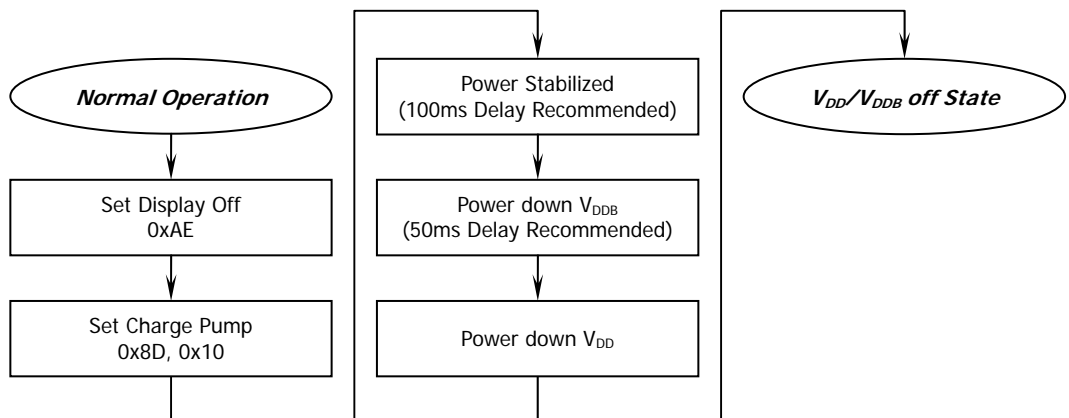 Normal Operation
Set Display Off
0xAE
Set Charge Pump
0x8D, 0x10
Power Stabilized
(100ms Delay Recommended)
Power down VDDB
(50ms Delay Recommended)
Power down VDD
VDD/VDDB off State